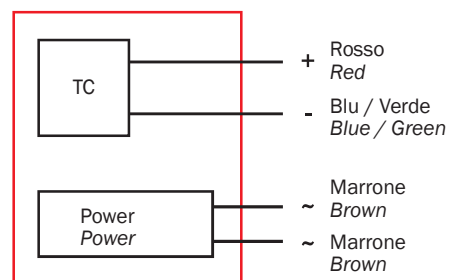 TC
+ Rosso
Red
- Blu / Verde
Blue / Green
Power
Power
~ Marrone
Brown
~ Marrone
Brown